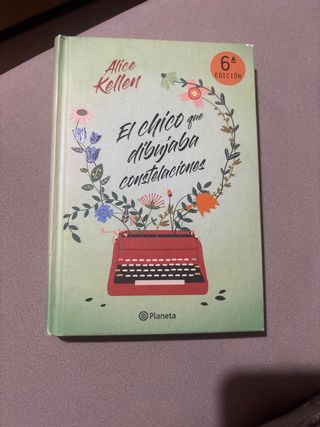 Alice
Kellen
6ª
EDICIÓN
El chico que
dibujaba
constelaciones
Planeta